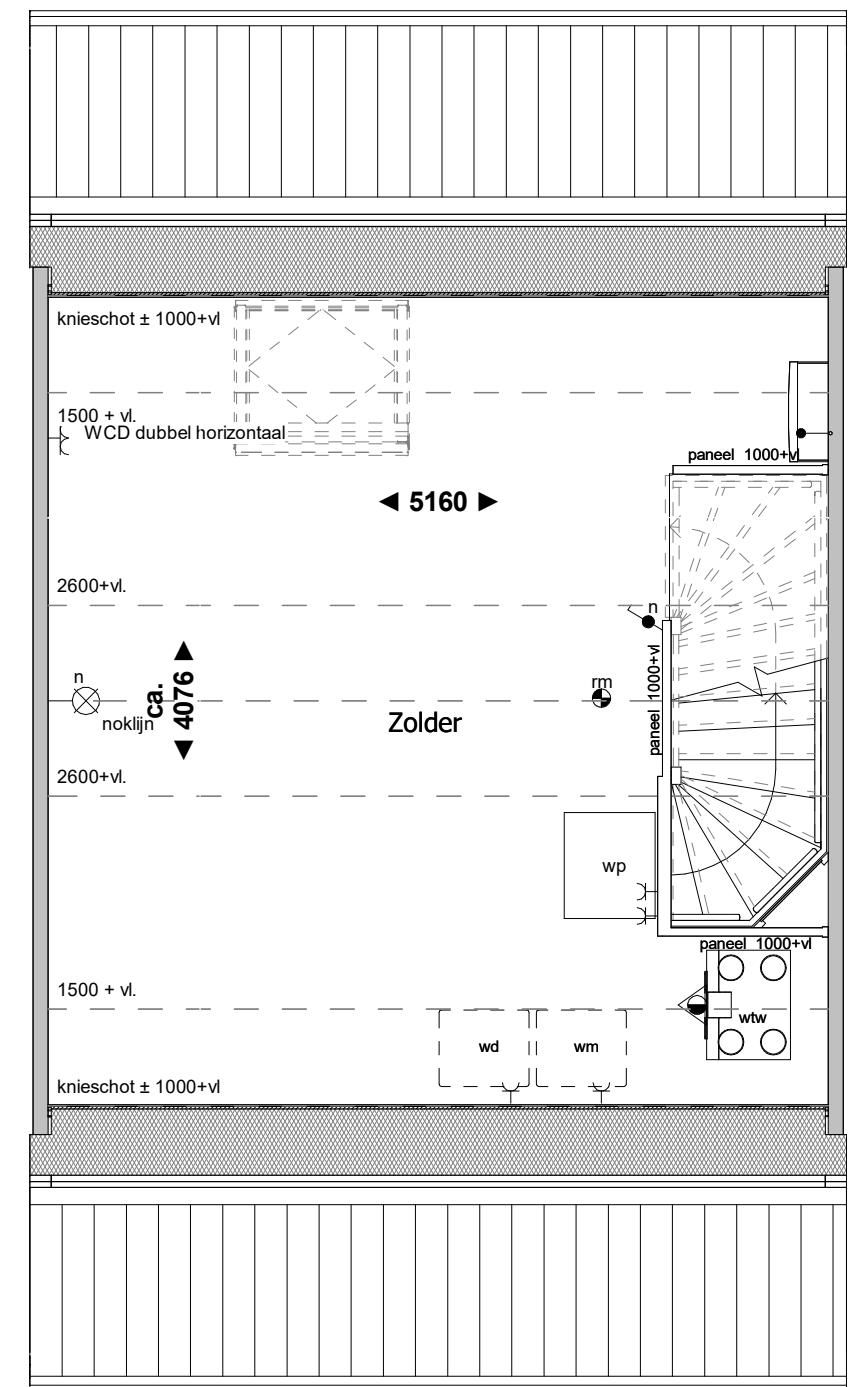 knieschot ± 1000+vl
1500 + vl.
WCD dubbel horizontaal
paneel 1000+vl
◄ 5160 ►
2600+vl.
n
n
rm
paneel 1000+vl
ca.
◄ 4076 ►
noklijn
Zolder
2600+vl.
wp
paneel 1000+vl
1500 + vl.
wtw
wd
wm
knieschot ± 1000+vl